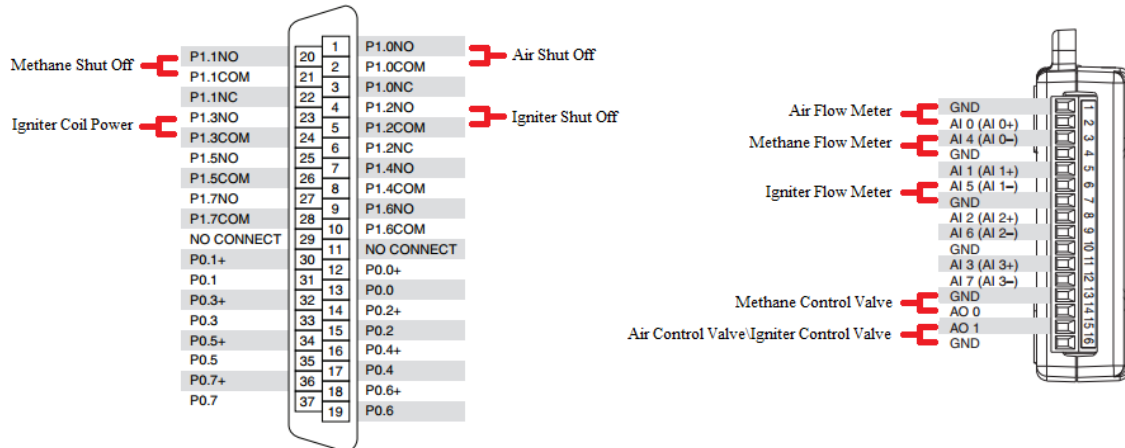 Methane Shut Off
Igniter Coil Power
P1.1NO
P1.1COM
P1.1NC
P1.3NO
P1.3COM
P1.5NO
P1.5COM
P1.7NO
P1.7COM
NO CONNECT
P0.1+
P0.1
P0.3+
P0.3
P0.5+
P0.5
P0.7+
P0.7
20
21
22
23
24
25
26
27
28
29
30
31
32
33
34
35
36
37
1
2
3
4
5
6
7
8
9
10
11
12
13
14
15
16
17
18
19
P1.0NO
P1.0COM
P1.0NC
P1.2NO
P1.2COM
P1.2NC
P1.4NO
P1.4COM
P1.6NO
P1.6COM
NO CONNECT
P0.0+
P0.0
P0.2+
P0.2
P0.4+
P0.4
P0.6+
P0.6
Air Shut Off
Igniter Shut Off
Air Flow Meter
Methane Flow Meter
Igniter Flow Meter
Methane Control Valve
Air Control Valve\Igniter Control Valve
GND
AI 0 (AI 0+)
AI 4 (AI 0–)
GND
AI 1 (AI 1+)
AI 5 (AI 1–)
GND
AI 2 (AI 2+)
AI 6 (AI 2–)
GND
AI 3 (AI 3+)
AI 7 (AI 3–)
GND
AO 0
AO 1
GND
1
2
3
4
5
6
7
8
9
10
11
12
13
14
15
16